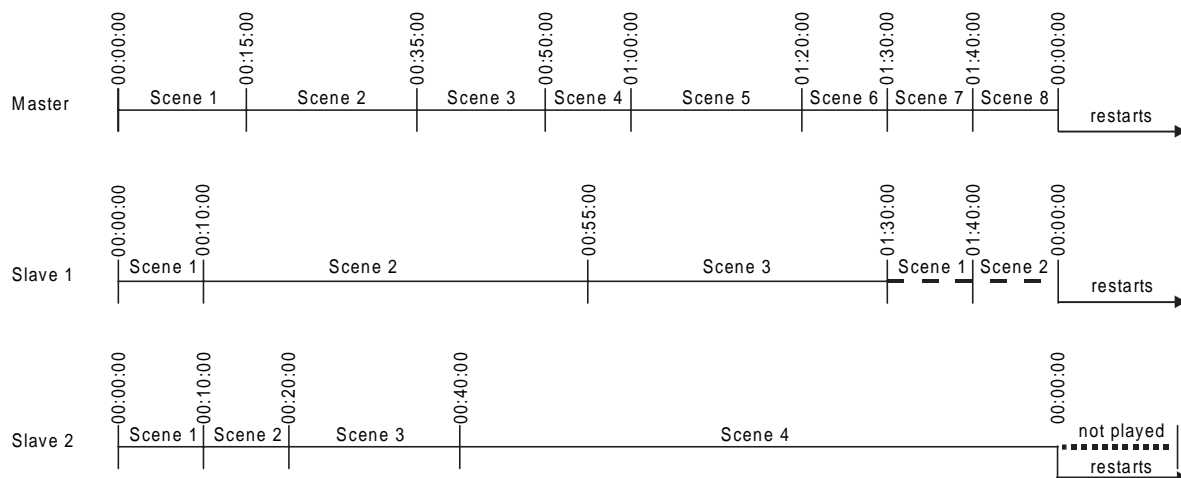 00:00:00 00:15:00 00:35:00 00:50:00 01:00:00 01:20:00 01:30:00 01:40:00 00:00:00
Master Scene 1 Scene 2 Scene 3 Scene 4 Scene 5 Scene 6 Scene 7 Scene 8
restarts
00:00:00 00:10:00 00:55:00 01:30:00 01:40:00 00:00:00
Slave 1 Scene 1 Scene 2 Scene 3 Scene 1 Scene 2
restarts
00:00:00 00:10:00 00:20:00 00:40:00 00:00:00
Slave 2 Scene 1 Scene 2 Scene 3 Scene 4 not played
restarts